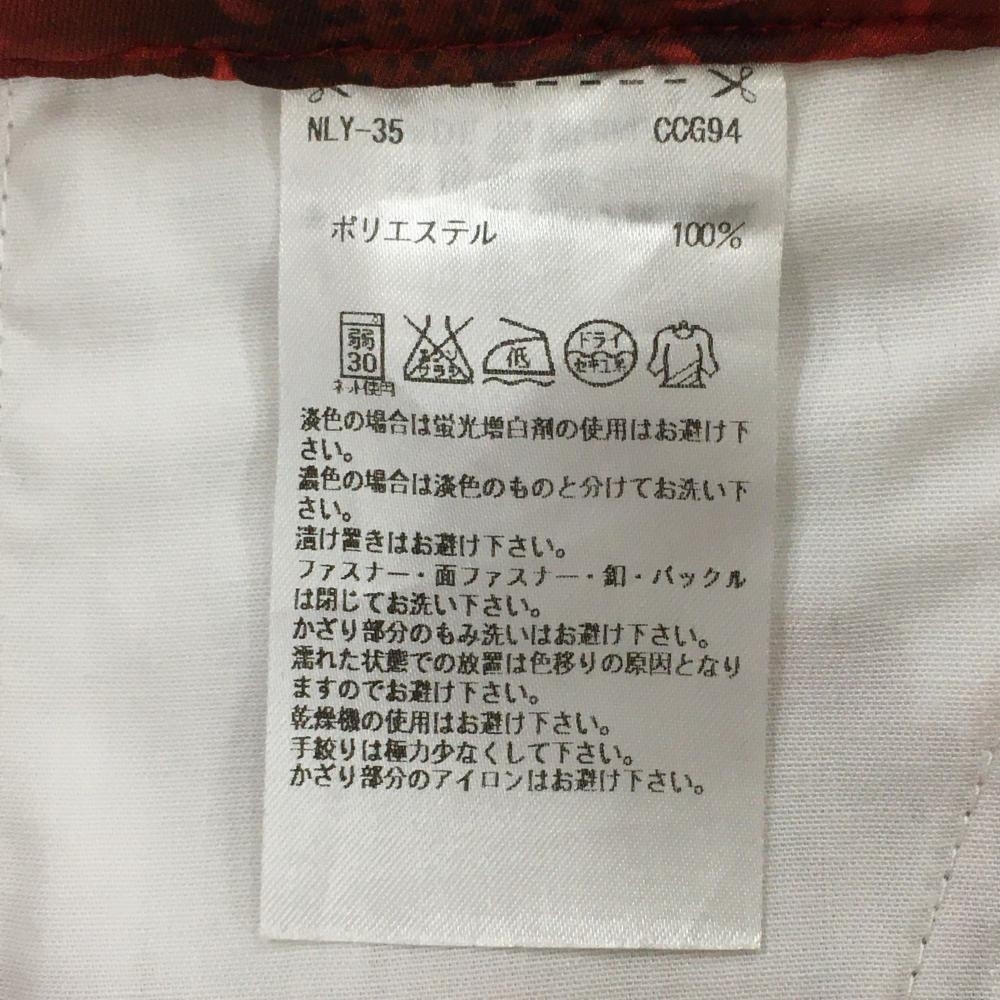 NLY-35 CCG94
ポリエステル 100%
弱 エンソ 低 ドライ
30 サラシ セキユ系
ネット使用
淡色の場合は蛍光増白剤の使用はお避け下
さい。
濃色の場合は淡色のものと分けてお洗い下
さい。
漬け置きはお避け下さい。
ファスナー・面ファスナー・釦・バックル
は閉じてお洗い下さい。
かざり部分のもみ洗いはお避け下さい。
濡れた状態での放置は色移りの原因となり
ますのでお避け下さい。
乾燥機の使用はお避け下さい。
手絞りは極力少なくして下さい。
かざり部分のアイロンはお避け下さい。